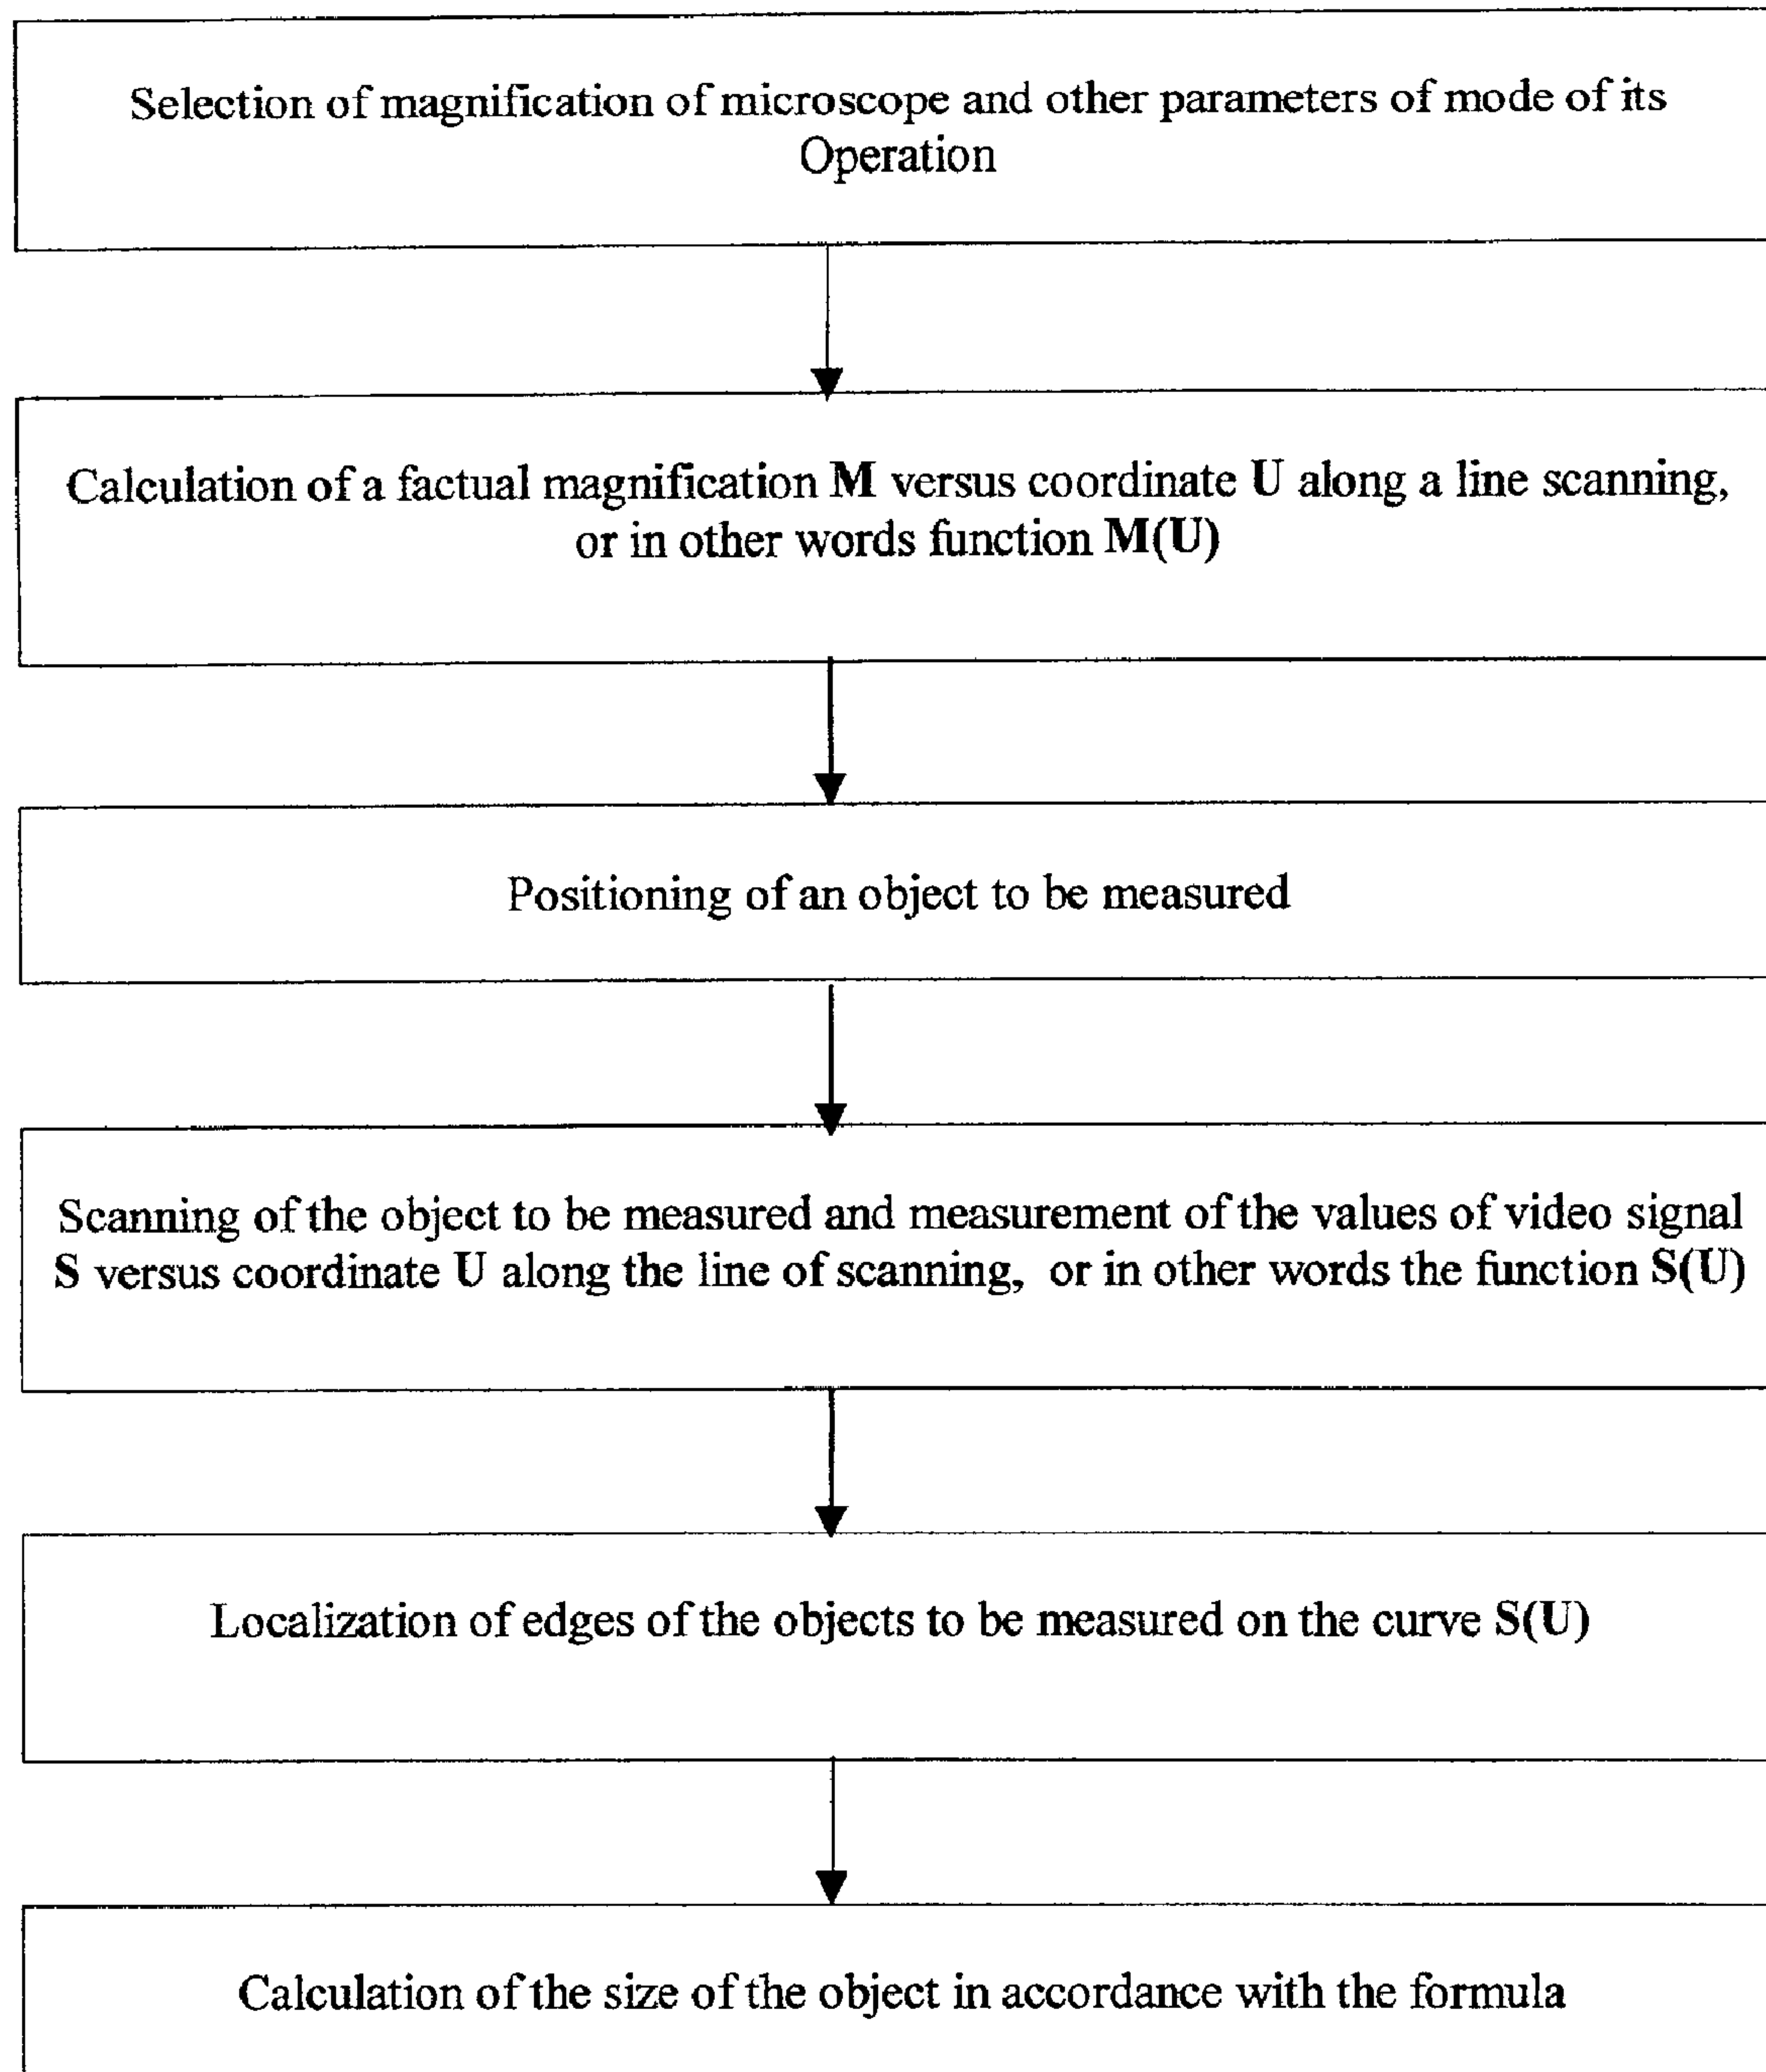 Selection of magnification of microscope and other parameters of mode of its
Operation
Calculation of a factual magnification M versus coordinate U along a line scanning,
or in other words function M(U)
Positioning of an object to be measured
Scanning of the object to be measured and measurement of the values of video signal
S versus coordinate U along the line of scanning, or in other words the function S(U)
Localization of edges of the objects to be measured on the curve S(U)
Calculation of the size of the object in accordance with the formula